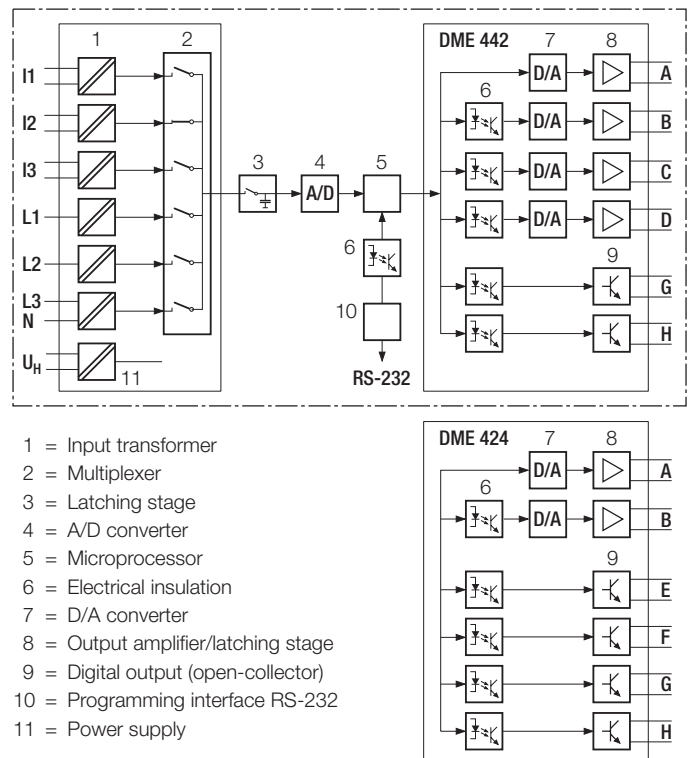 1
2
DME 442
7
8
I1
D/A
A
6
I2
D/A
B
I3
3
4
5
D/A
C
A/D
L1
D/A
D
6
9
L2
G
L3
N
10
H
U_H
11
RS-232
1 = Input transformer
2 = Multiplexer
3 = Latching stage
4 = A/D converter
5 = Microprocessor
6 = Electrical insulation
7 = D/A converter
8 = Output amplifier/latching stage
9 = Digital output (open-collector)
10 = Programming interface RS-232
11 = Power supply
DME 424
7
8
D/A
A
6
D/A
B
9
E
F
G
H